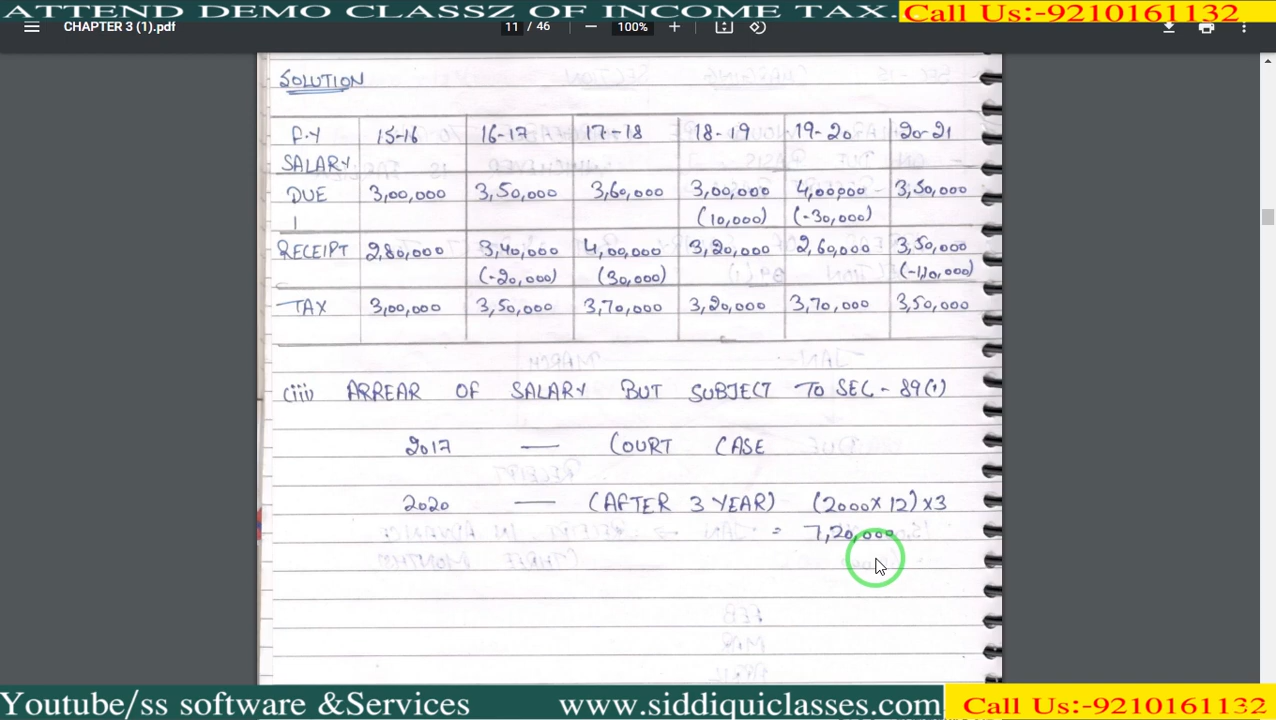 ATTEND DEMO CLASSZ OF INCOME TAX. Call Us:-9210161132
CHAPTER 3 (1).pdf 11 / 46 100%
SOLUTION
P.Y 15-16 16-17 17-18 18-19 19-20 20-21
SALARY
DUE 3,00,000 3,50,000 3,60,000 3,00,000 4,00,000 3,50,000
(10,000) (-30,000)
RECEIPT 2,80,000 3,40,000 4,00,000 3,20,000 2,60,000 3,50,000
(-20,000) (30,000) (-1,10,000)
TAX 3,00,000 3,50,000 3,70,000 3,20,000 3,70,000 3,50,000
(iii) ARREAR OF SALARY BUT SUBJECT TO SEC - 89(1)
2017 — COURT CASE
2020 — (AFTER 3 YEAR) (2000 x 12) x 3
= 7,20,000
Youtube/ss software &Services www.siddiquiclasses.com Call Us:-9210161132